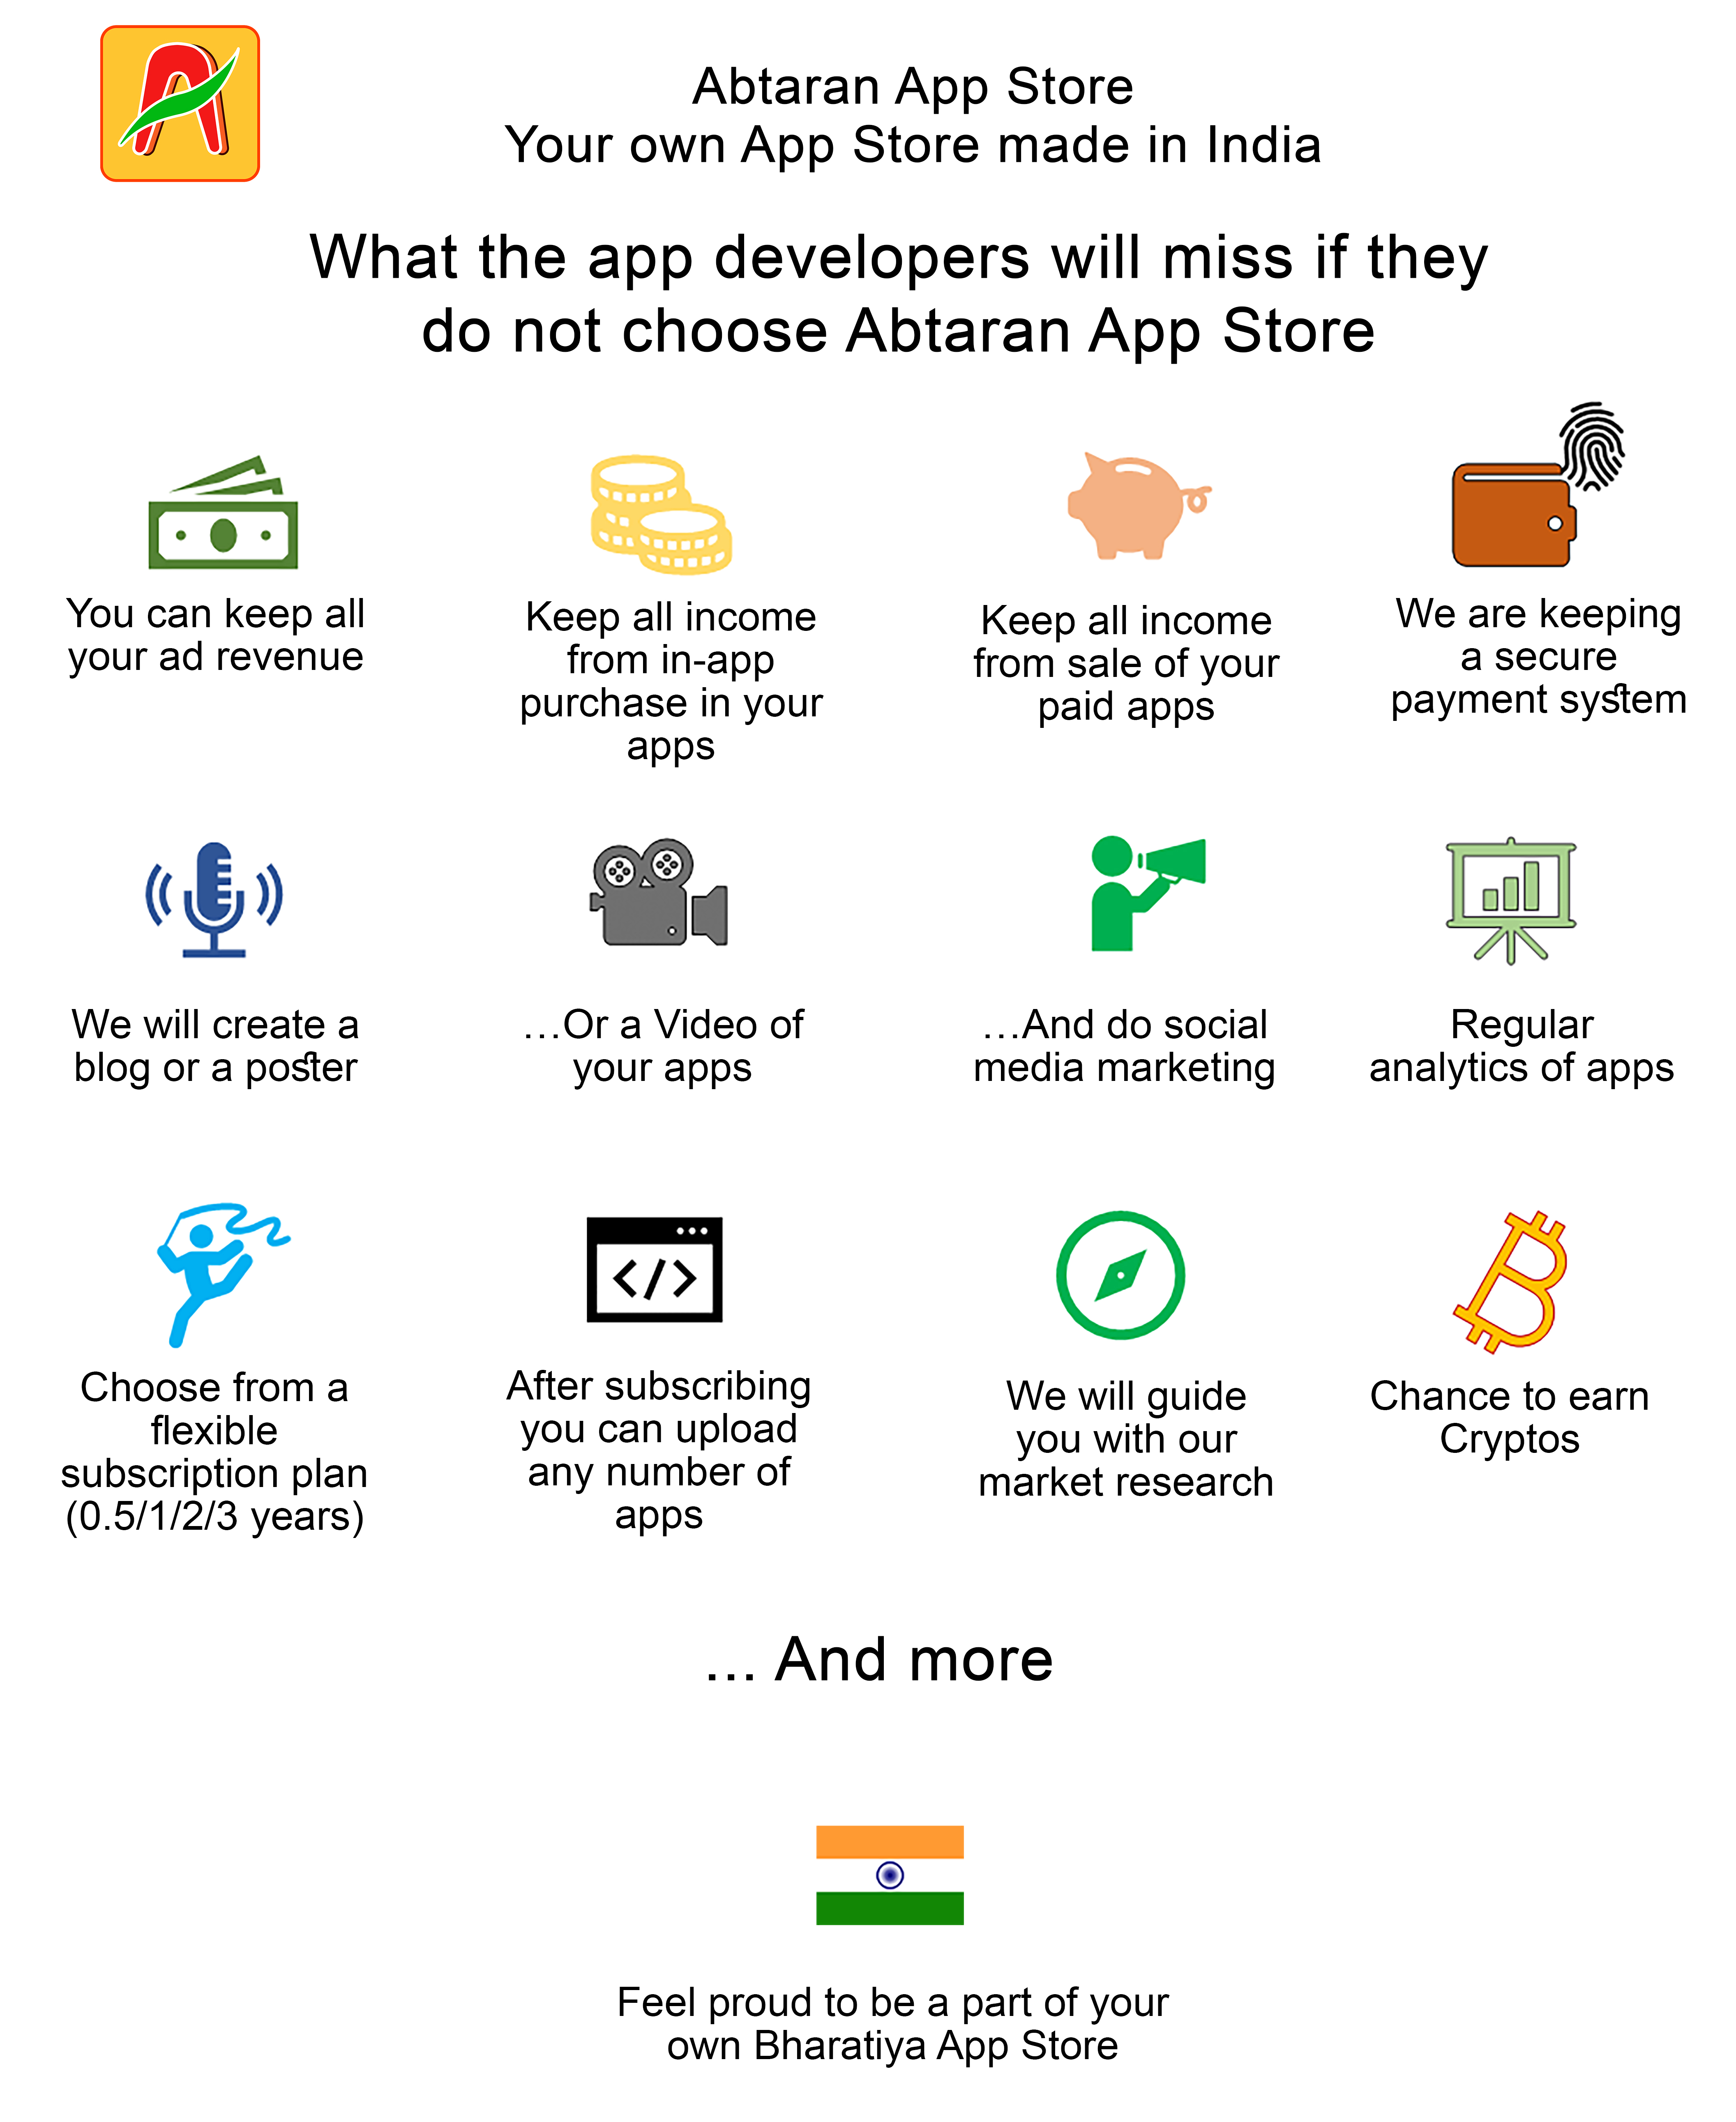 Abtaran App Store
Your own App Store made in India
What the app developers will miss if they
do not choose Abtaran App Store
You can keep all
your ad revenue
Keep all income
from in-app
purchase in your
apps
Keep all income
from sale of your
paid apps
We are keeping
a secure
payment system
We will create a
blog or a poster
…Or a Video of
your apps
…And do social
media marketing
Regular
analytics of apps
Choose from a
flexible
subscription plan
(0.5/1/2/3 years)
After subscribing
you can upload
any number of
apps
We will guide
you with our
market research
Chance to earn
Cryptos
... And more
Feel proud to be a part of your
own Bharatiya App Store